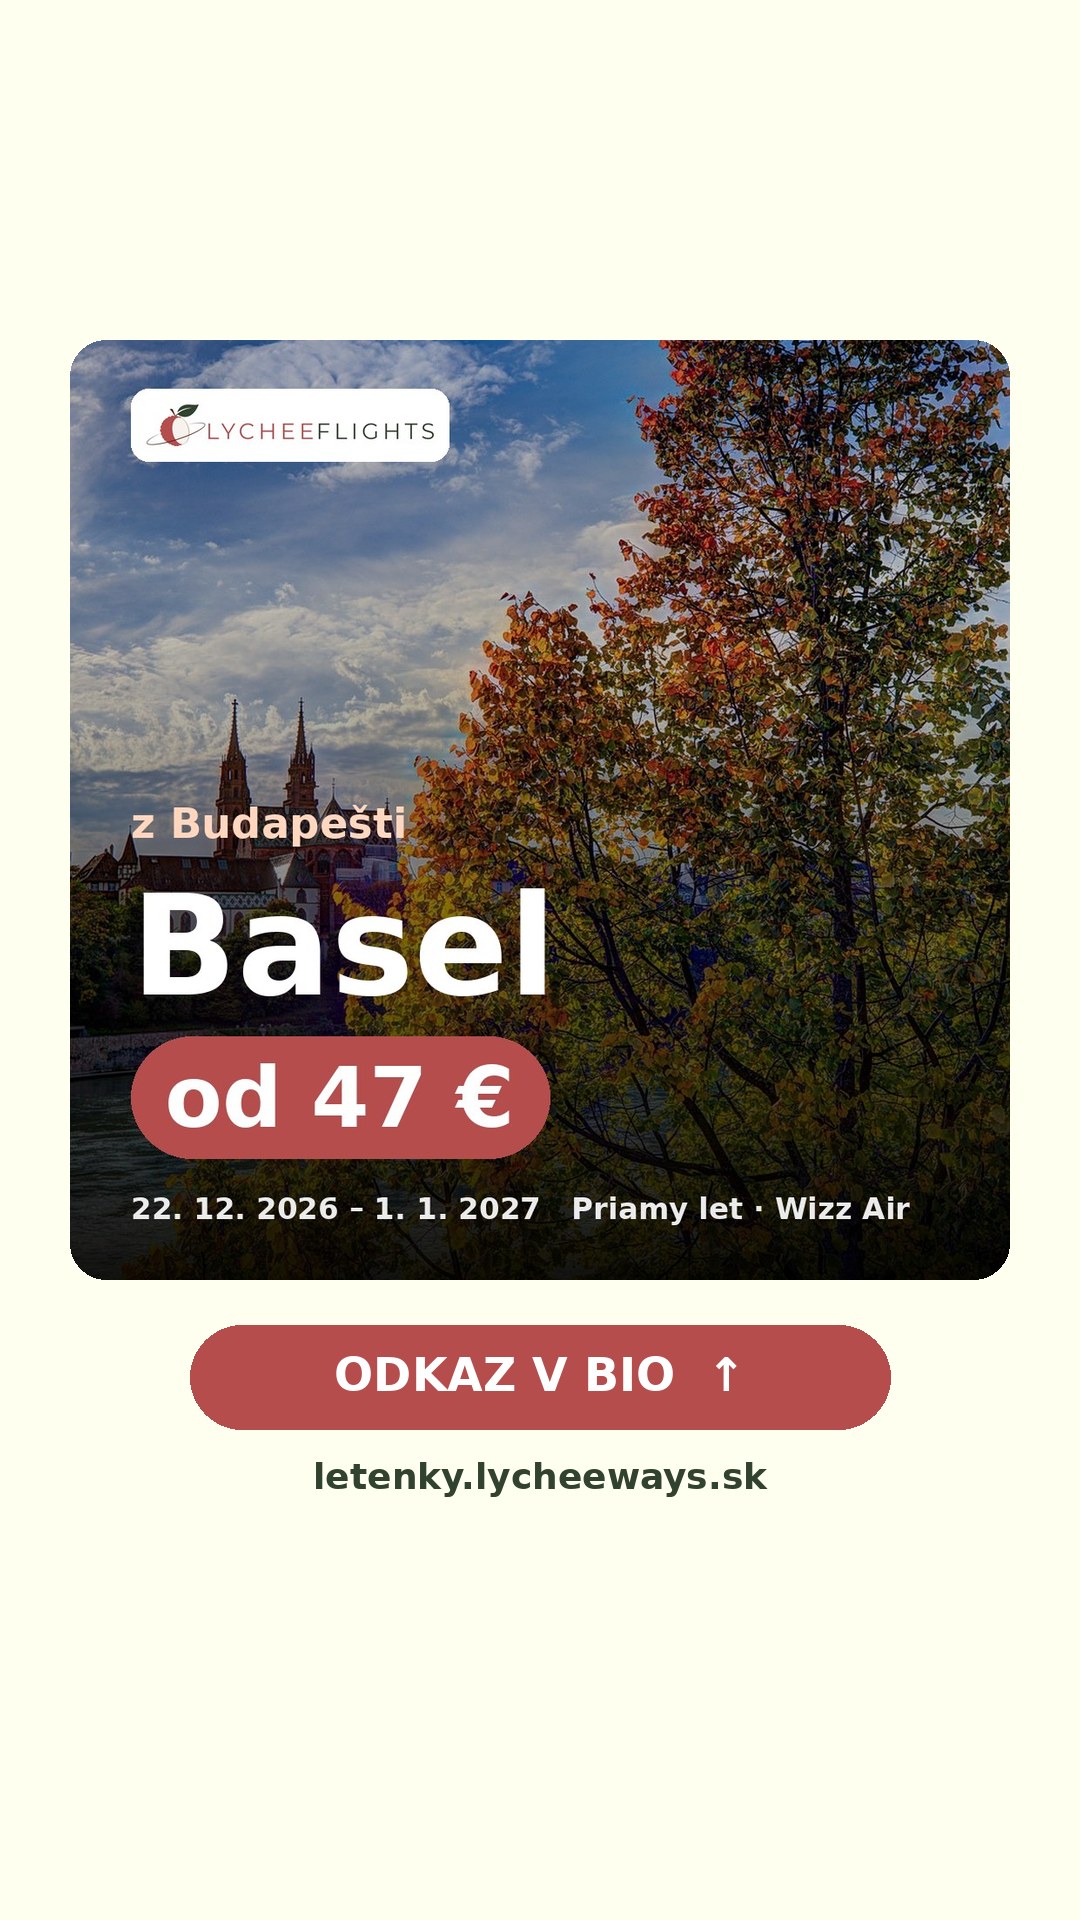 LYCHEEFLIGHTS
z Budapešti
Basel
od 47 €
22. 12. 2026 – 1. 1. 2027 Priamy let · Wizz Air
ODKAZ V BIO ↑
letenky.lycheeways.sk